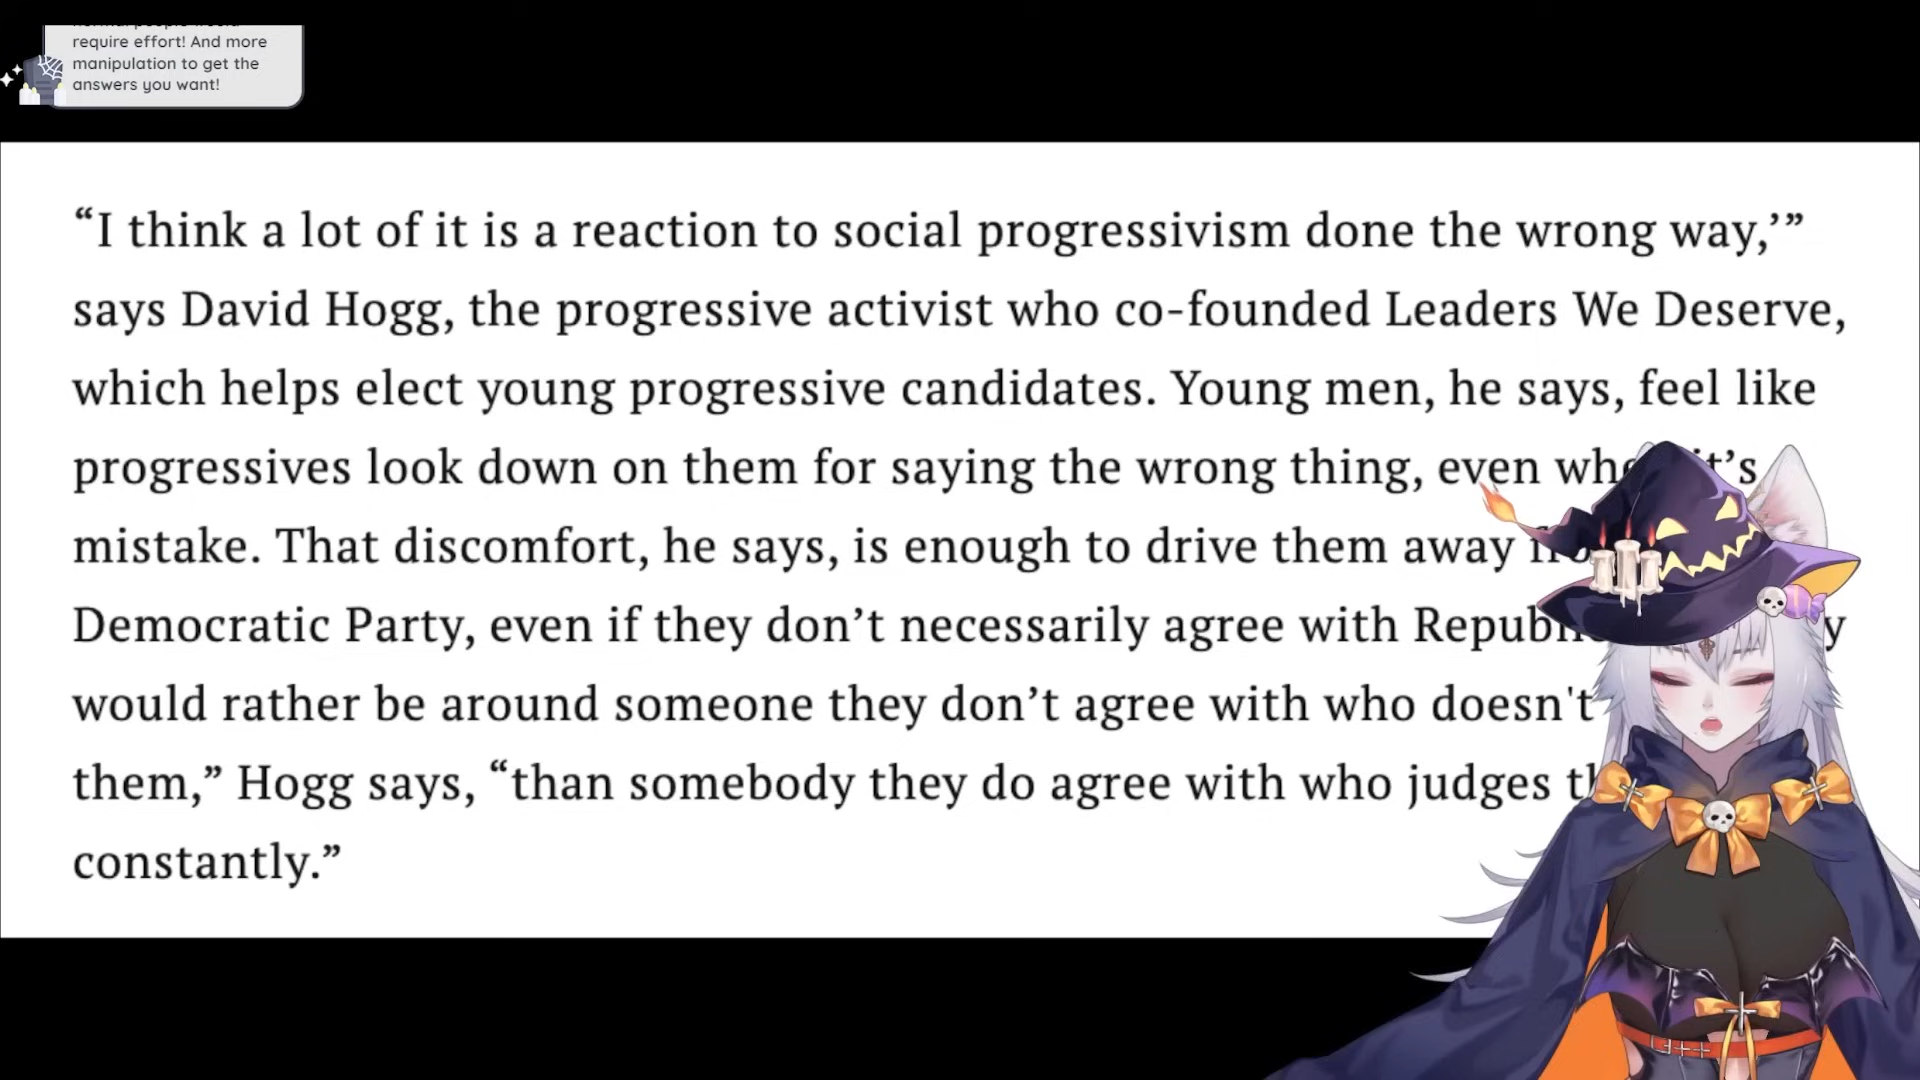 require effort! And more
manipulation to get the
answers you want!
“I think a lot of it is a reaction to social progressivism done the wrong way,’”
says David Hogg, the progressive activist who co-founded Leaders We Deserve,
which helps elect young progressive candidates. Young men, he says, feel like
progressives look down on them for saying the wrong thing, even
mistake. That discomfort, he says, is enough to drive them away
Democratic Party, even if they don’t necessarily agree with
would rather be around someone they don’t agree with who doesn't
them,” Hogg says, “than somebody they do agree with who judges
constantly.”